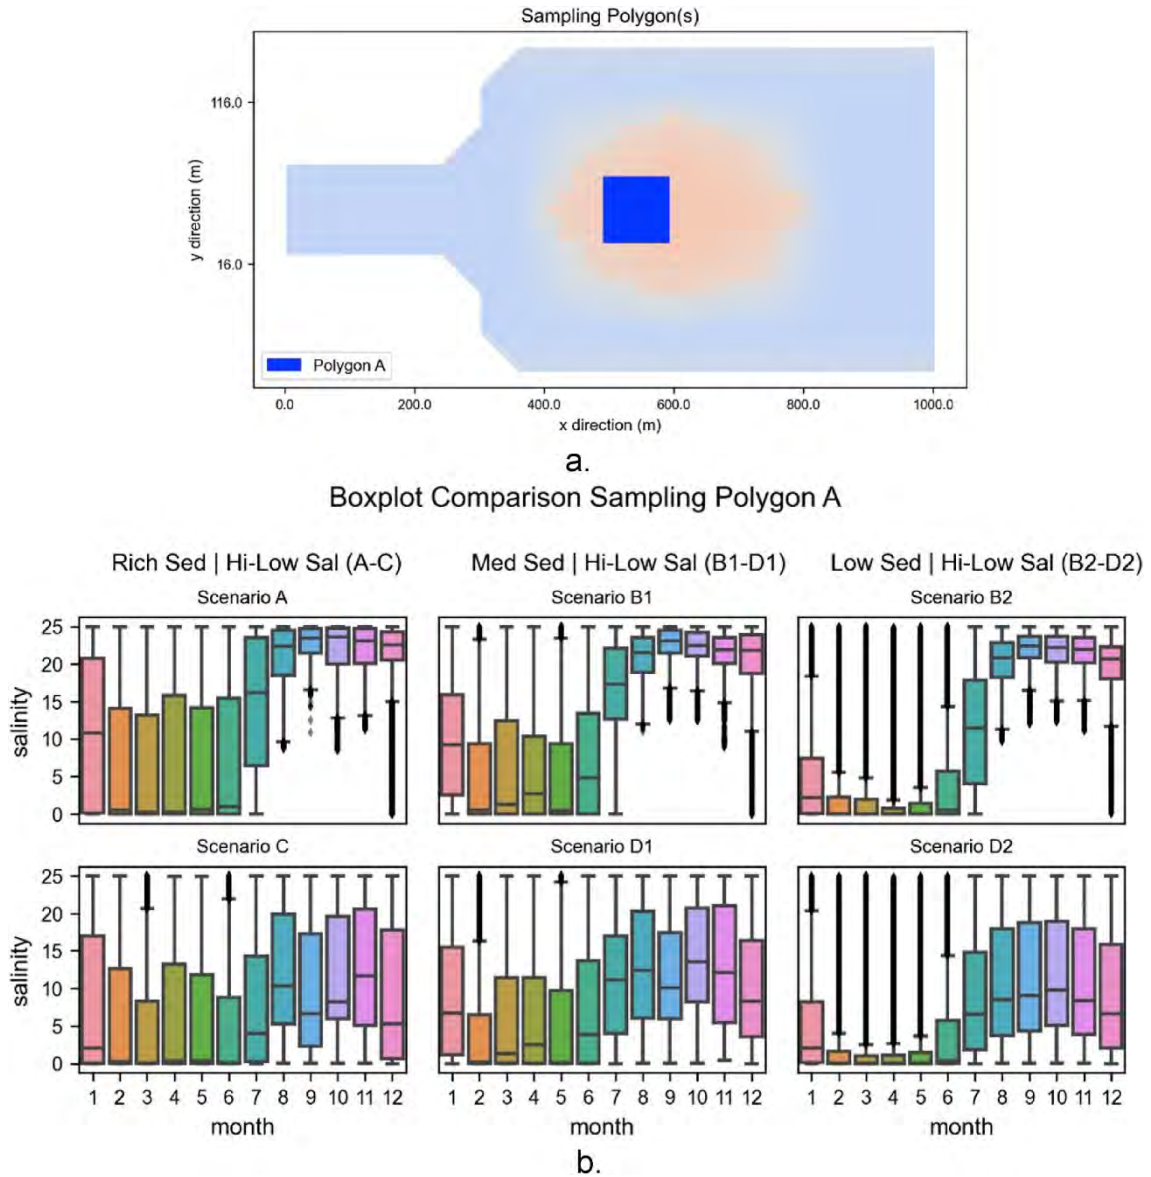 Sampling Polygon(s)
116.0
y direction (m)
16.0
Polygon A
0.0 200.0 400.0 600.0 800.0 1000.0
x direction (m)
a.
Boxplot Comparison Sampling Polygon A
Rich Sed | Hi-Low Sal (A-C) Med Sed | Hi-Low Sal (B1-D1) Low Sed | Hi-Low Sal (B2-D2)
Scenario A Scenario B1 Scenario B2
25
20
15
10
5
0
salinity
Scenario C Scenario D1 Scenario D2
25
20
15
10
5
0
salinity
1 2 3 4 5 6 7 8 9 10 11 12 1 2 3 4 5 6 7 8 9 10 11 12 1 2 3 4 5 6 7 8 9 10 11 12
month month month
b.